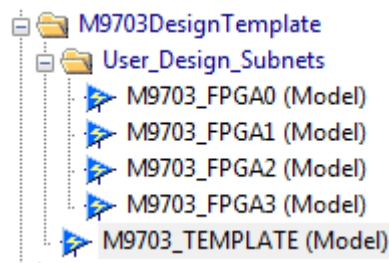 M9703DesignTemplate
User_Design_Subnets
M9703_FPGA0 (Model)
M9703_FPGA1 (Model)
M9703_FPGA2 (Model)
M9703_FPGA3 (Model)
M9703_TEMPLATE (Model)